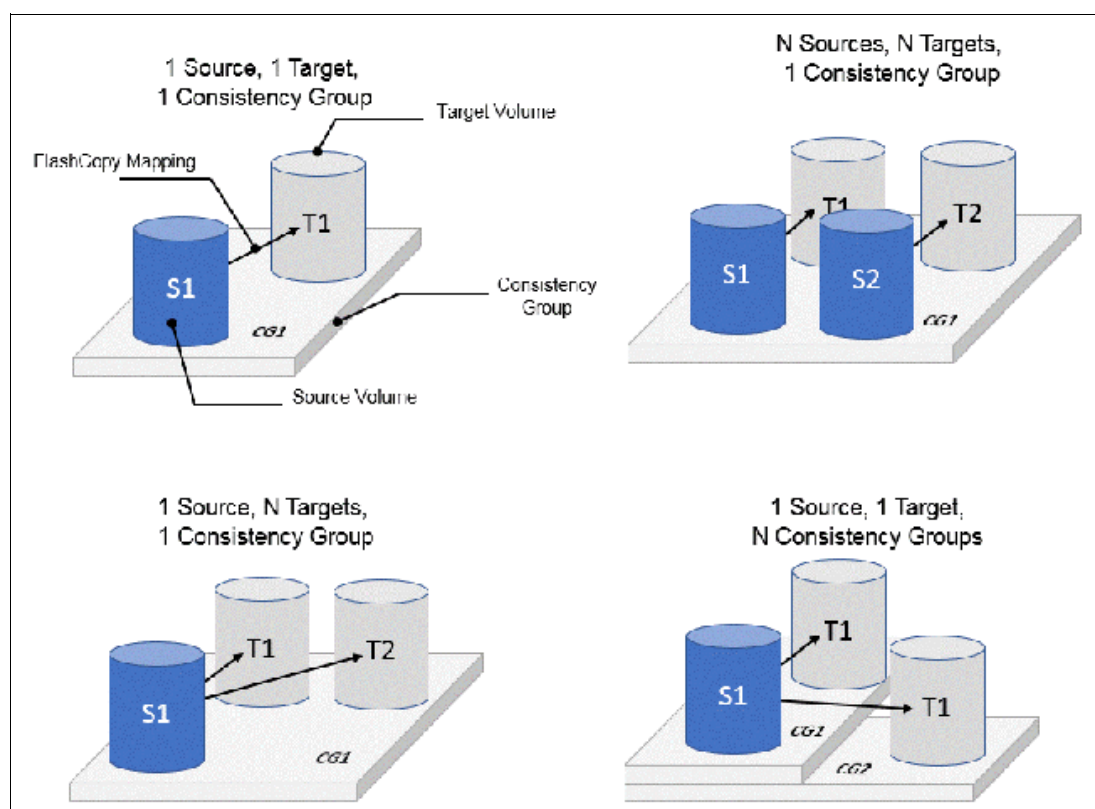 1 Source, 1 Target,
1 Consistency Group
Target Volume
FlashCopy Mapping
T1
S1
Consistency
Group
CG1
Source Volume
N Sources, N Targets,
1 Consistency Group
T1
T2
S1
S2
CG1
1 Source, N Targets,
1 Consistency Group
T1
T2
S1
CG1
1 Source, 1 Target,
N Consistency Groups
T1
S1
T1
CG1
CG2